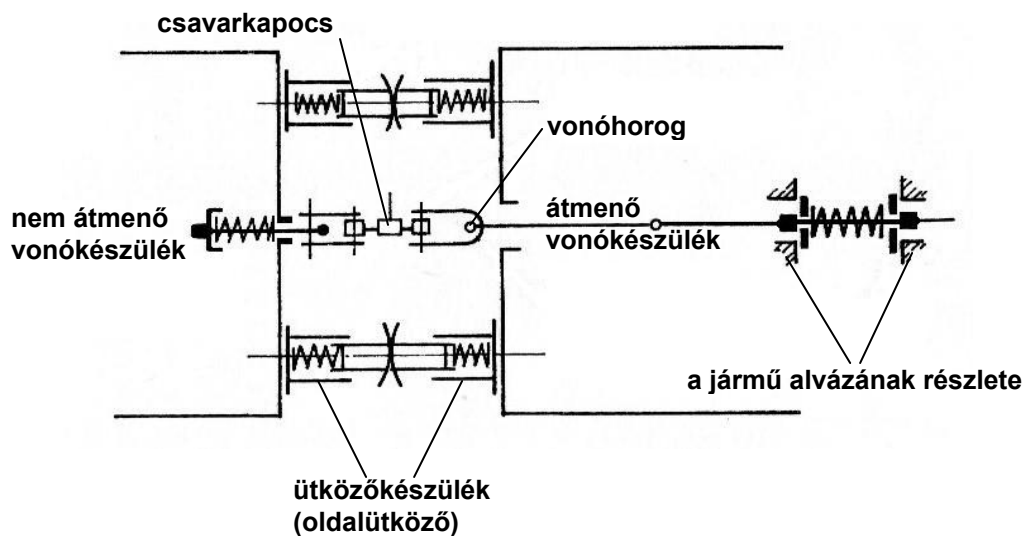 csavarkapocs
vonóhorog
nem átmenő
vonókészülék
átmenő
vonókészülék
a jármű alvázának részlete
ütközőkészülék
(oldalütköző)